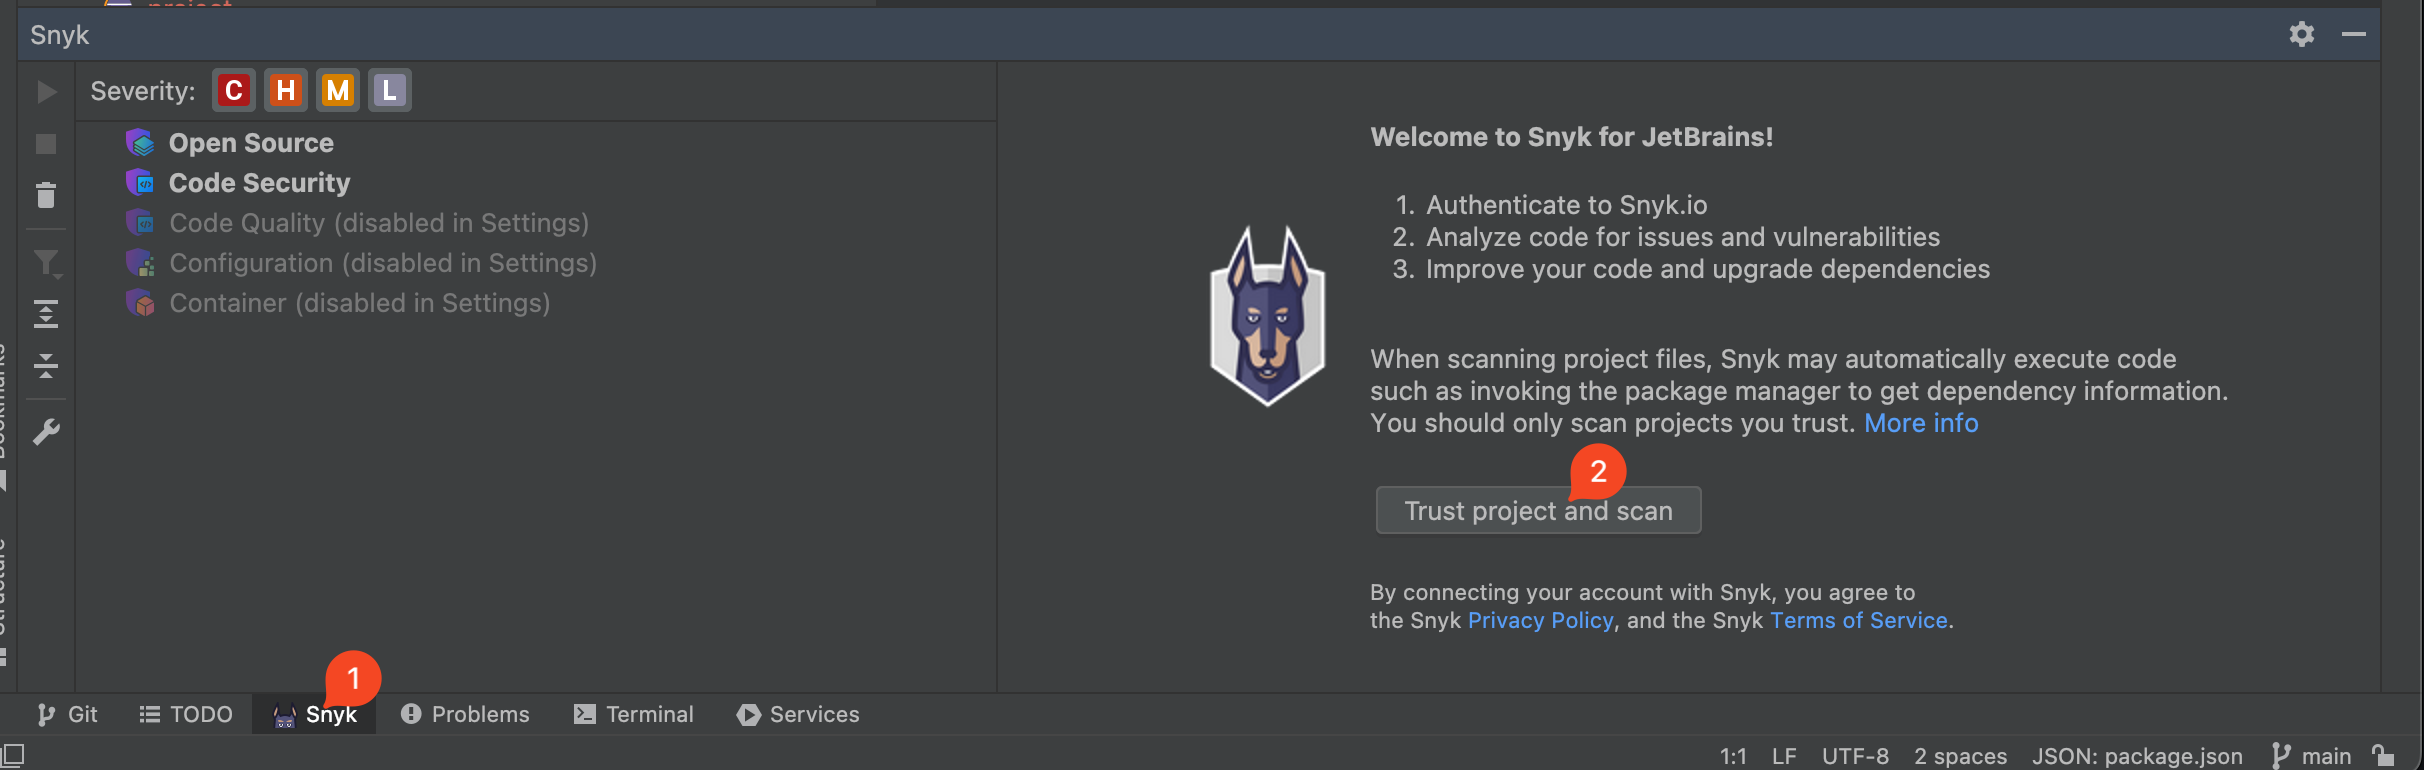 project
Snyk
Severity: C H M L
Open Source
Code Security
Code Quality (disabled in Settings)
Configuration (disabled in Settings)
Container (disabled in Settings)
Welcome to Snyk for JetBrains!
1. Authenticate to Snyk.io
2. Analyze code for issues and vulnerabilities
3. Improve your code and upgrade dependencies
When scanning project files, Snyk may automatically execute code
such as invoking the package manager to get dependency information.
You should only scan projects you trust. More info
2
Trust project and scan
By connecting your account with Snyk, you agree to
the Snyk Privacy Policy, and the Snyk Terms of Service.
Bookmarks
Structure
1
Git TODO Snyk Problems Terminal Services
1:1 LF UTF-8 2 spaces JSON: package.json main